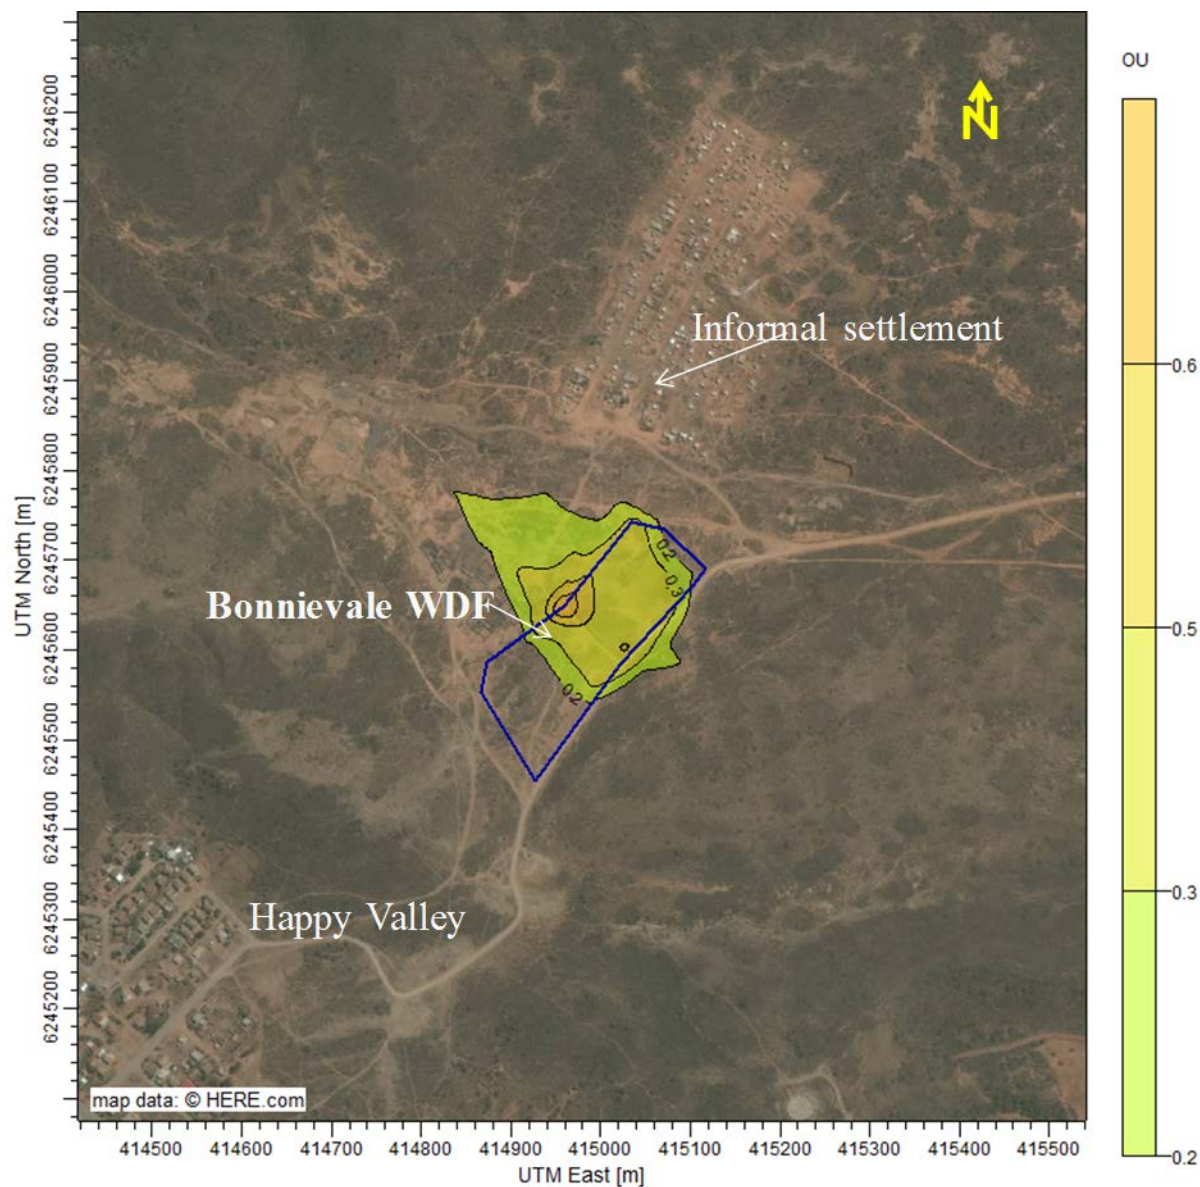 OU
N
0.6
0.5
0.3
0.2
UTM North [m]
6246200
6246100
6246000
6245900
6245800
6245700
6245600
6245500
6245400
6245300
6245200
Informal settlement
0.2
0.3
Bonnievale WDF
0.2
Happy Valley
map data: © HERE.com
414500 414600 414700 414800 414900 415000 415100 415200 415300 415400 415500
UTM East [m]